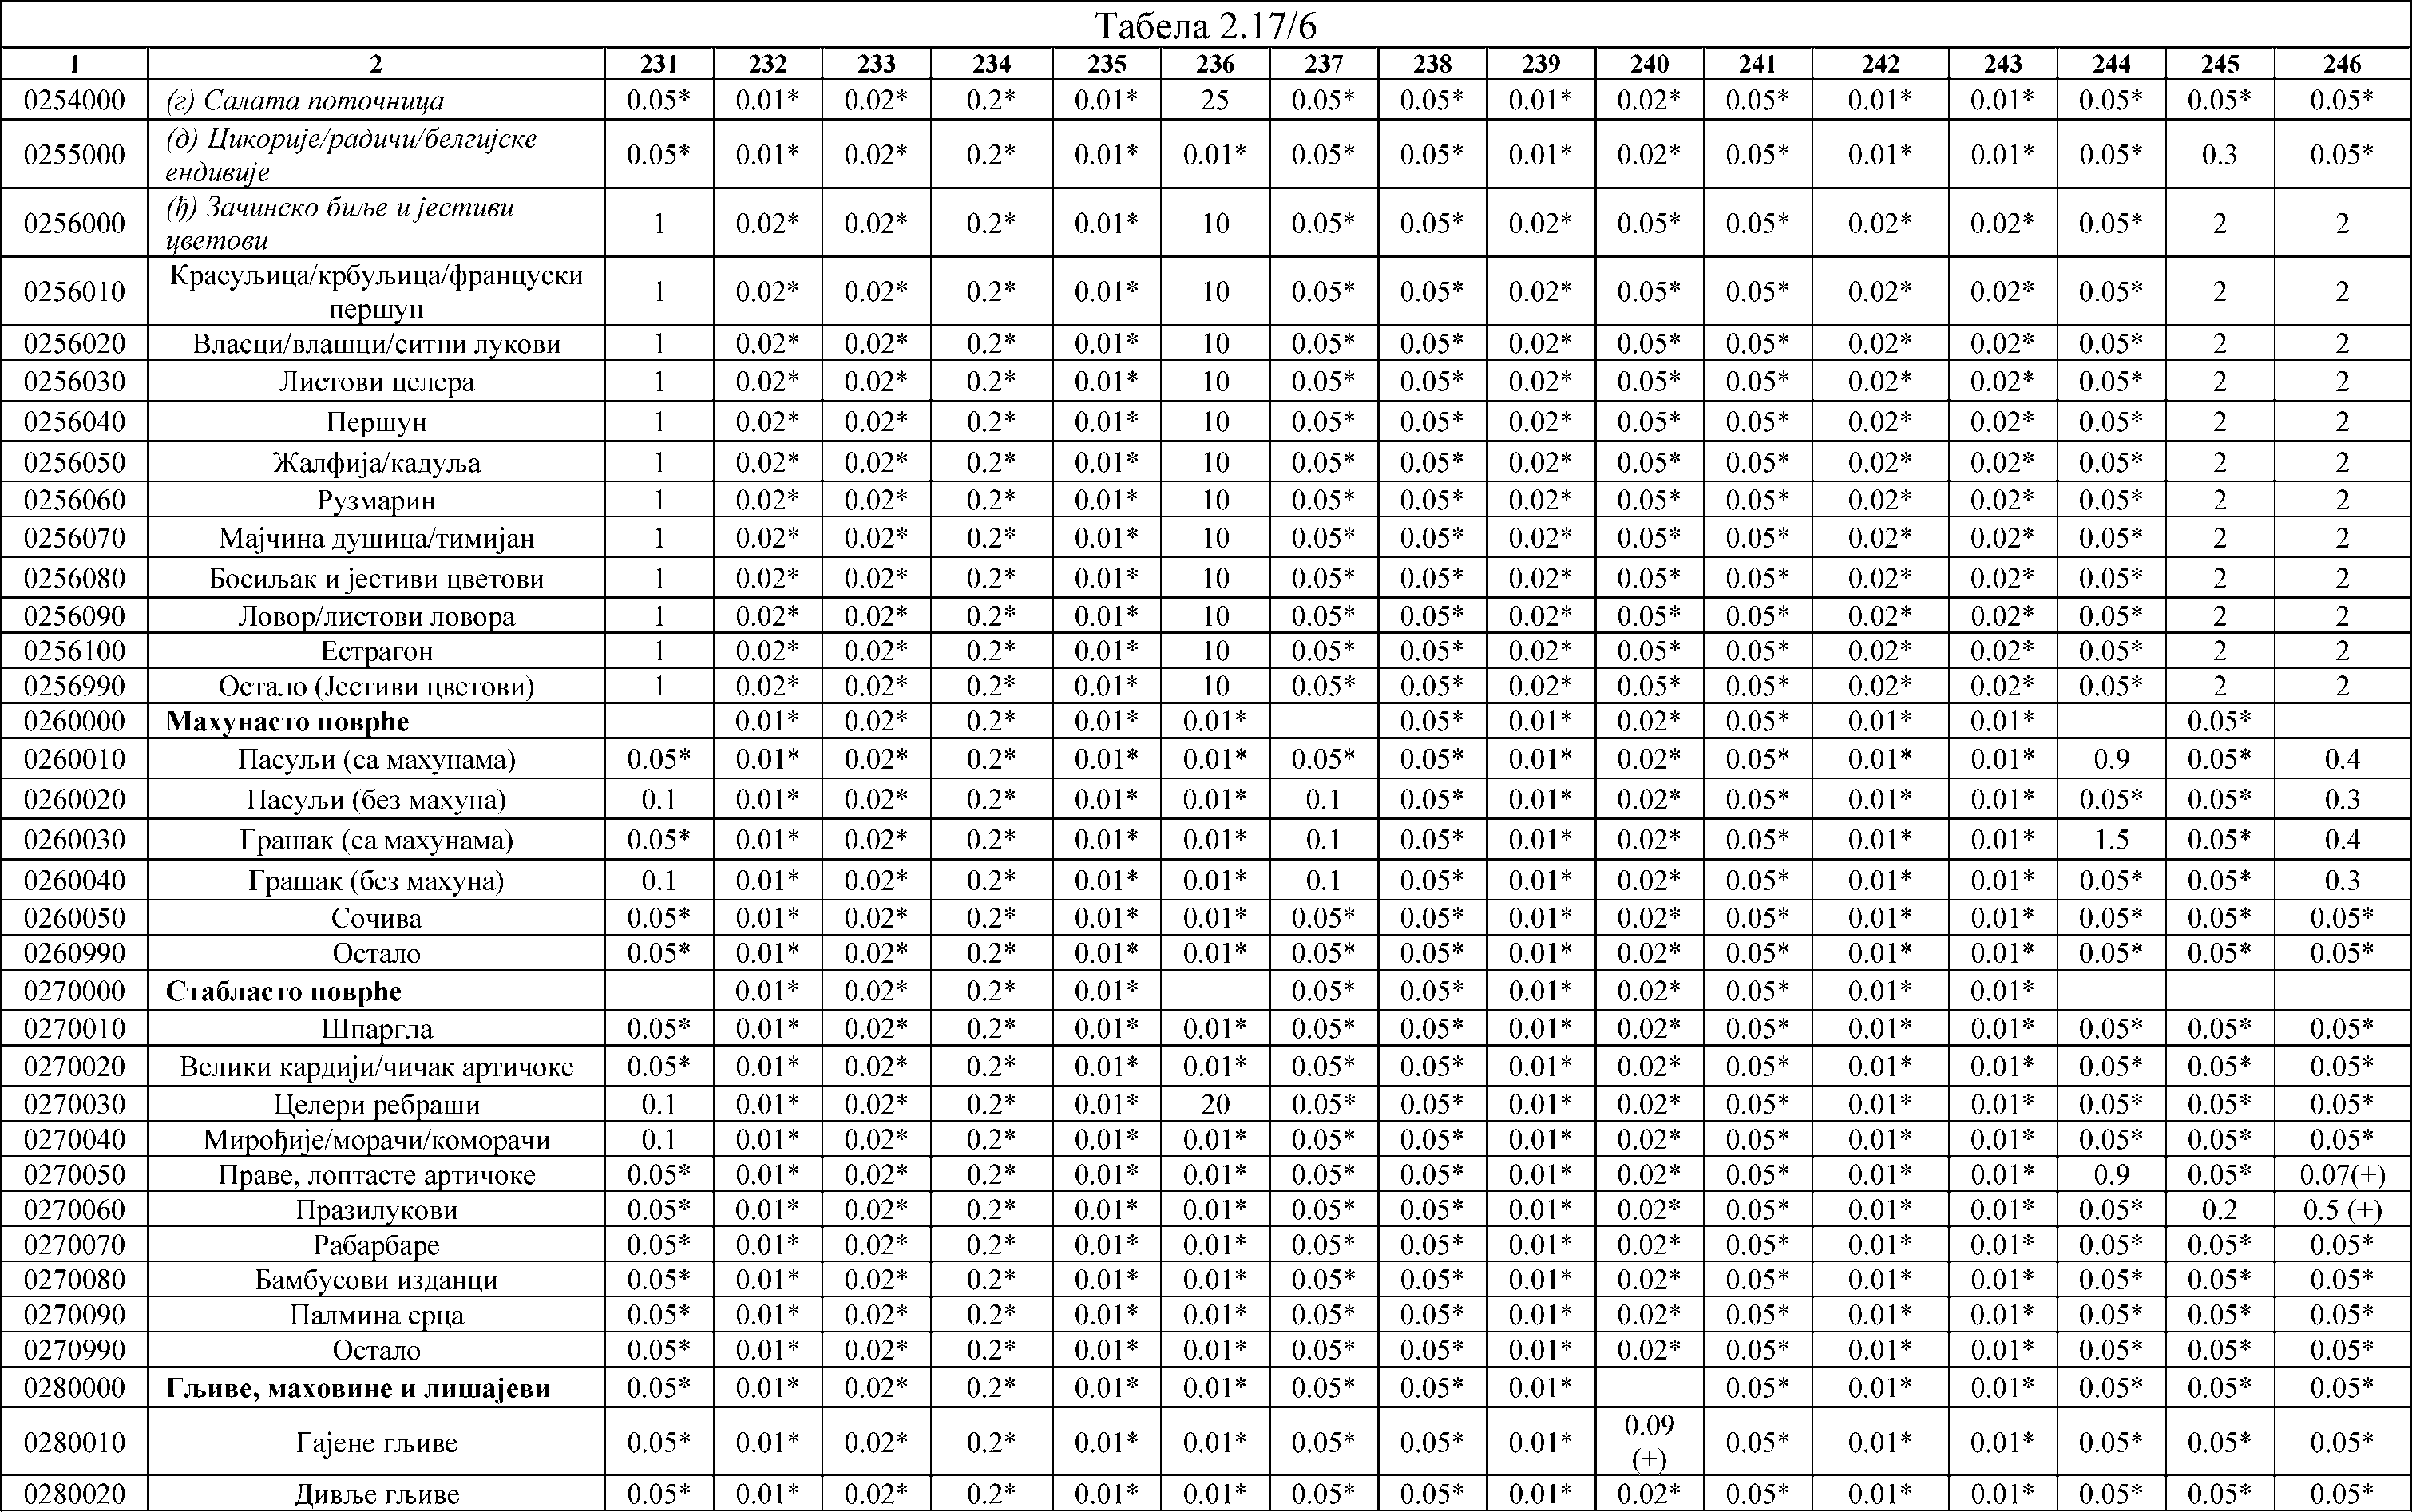 Табела 2.17/6
1 2 231 232 233 234 235 236 237 238 239 240 241 242 243 244 245 246
0254000 (г) Салата поточница 0.05* 0.01* 0.02* 0.2* 0.01* 25 0.05* 0.05* 0.01* 0.02* 0.05* 0.01* 0.01* 0.05* 0.05* 0.05*
0255000 (д) Цикорије/радичи/белгијске
ендивије 0.05* 0.01* 0.02* 0.2* 0.01* 0.01* 0.05* 0.05* 0.01* 0.02* 0.05* 0.01* 0.01* 0.05* 0.3 0.05*
0256000 (ђ) Зачинско биље и јестиви
цветови 1 0.02* 0.02* 0.2* 0.01* 10 0.05* 0.05* 0.02* 0.05* 0.05* 0.02* 0.02* 0.05* 2 2
0256010 Красуљица/крбуљица/француски
першун 1 0.02* 0.02* 0.2* 0.01* 10 0.05* 0.05* 0.02* 0.05* 0.05* 0.02* 0.02* 0.05* 2 2
0256020 Власци/влашци/ситни лукови 1 0.02* 0.02* 0.2* 0.01* 10 0.05* 0.05* 0.02* 0.05* 0.05* 0.02* 0.02* 0.05* 2 2
0256030 Листови целера 1 0.02* 0.02* 0.2* 0.01* 10 0.05* 0.05* 0.02* 0.05* 0.05* 0.02* 0.02* 0.05* 2 2
0256040 Першун 1 0.02* 0.02* 0.2* 0.01* 10 0.05* 0.05* 0.02* 0.05* 0.05* 0.02* 0.02* 0.05* 2 2
0256050 Жалфија/кадуља 1 0.02* 0.02* 0.2* 0.01* 10 0.05* 0.05* 0.02* 0.05* 0.05* 0.02* 0.02* 0.05* 2 2
0256060 Рузмарин 1 0.02* 0.02* 0.2* 0.01* 10 0.05* 0.05* 0.02* 0.05* 0.05* 0.02* 0.02* 0.05* 2 2
0256070 Мајчина душица/тимијан 1 0.02* 0.02* 0.2* 0.01* 10 0.05* 0.05* 0.02* 0.05* 0.05* 0.02* 0.02* 0.05* 2 2
0256080 Босиљак и јестиви цветови 1 0.02* 0.02* 0.2* 0.01* 10 0.05* 0.05* 0.02* 0.05* 0.05* 0.02* 0.02* 0.05* 2 2
0256090 Ловор/листови ловора 1 0.02* 0.02* 0.2* 0.01* 10 0.05* 0.05* 0.02* 0.05* 0.05* 0.02* 0.02* 0.05* 2 2
0256100 Естрагон 1 0.02* 0.02* 0.2* 0.01* 10 0.05* 0.05* 0.02* 0.05* 0.05* 0.02* 0.02* 0.05* 2 2
0256990 Остало (Јестиви цветови) 1 0.02* 0.02* 0.2* 0.01* 10 0.05* 0.05* 0.02* 0.05* 0.05* 0.02* 0.02* 0.05* 2 2
0260000 Махунасто поврће 0.01* 0.02* 0.2* 0.01* 0.01* 0.05* 0.01* 0.02* 0.05* 0.01* 0.01* 0.05*
0260010 Пасуљи (са махунама) 0.05* 0.01* 0.02* 0.2* 0.01* 0.01* 0.05* 0.05* 0.01* 0.02* 0.05* 0.01* 0.01* 0.9 0.05* 0.4
0260020 Пасуљи (без махуна) 0.1 0.01* 0.02* 0.2* 0.01* 0.01* 0.1 0.05* 0.01* 0.02* 0.05* 0.01* 0.01* 0.05* 0.05* 0.3
0260030 Грашак (са махунама) 0.05* 0.01* 0.02* 0.2* 0.01* 0.01* 0.1 0.05* 0.01* 0.02* 0.05* 0.01* 0.01* 1.5 0.05* 0.4
0260040 Грашак (без махуна) 0.1 0.01* 0.02* 0.2* 0.01* 0.01* 0.1 0.05* 0.01* 0.02* 0.05* 0.01* 0.01* 0.05* 0.05* 0.3
0260050 Сочива 0.05* 0.01* 0.02* 0.2* 0.01* 0.01* 0.05* 0.05* 0.01* 0.02* 0.05* 0.01* 0.01* 0.05* 0.05* 0.05*
0260990 Остало 0.05* 0.01* 0.02* 0.2* 0.01* 0.01* 0.05* 0.05* 0.01* 0.02* 0.05* 0.01* 0.01* 0.05* 0.05* 0.05*
0270000 Стабласто поврће 0.01* 0.02* 0.2* 0.01* 0.05* 0.05* 0.01* 0.02* 0.05* 0.01* 0.01*
0270010 Шпаргла 0.05* 0.01* 0.02* 0.2* 0.01* 0.01* 0.05* 0.05* 0.01* 0.02* 0.05* 0.01* 0.01* 0.05* 0.05* 0.05*
0270020 Велики кардији/чичак артичоке 0.05* 0.01* 0.02* 0.2* 0.01* 0.01* 0.05* 0.05* 0.01* 0.02* 0.05* 0.01* 0.01* 0.05* 0.05* 0.05*
0270030 Целери ребраши 0.1 0.01* 0.02* 0.2* 0.01* 20 0.05* 0.05* 0.01* 0.02* 0.05* 0.01* 0.01* 0.05* 0.05* 0.05*
0270040 Мирођије/морачи/коморачи 0.1 0.01* 0.02* 0.2* 0.01* 0.01* 0.05* 0.05* 0.01* 0.02* 0.05* 0.01* 0.01* 0.05* 0.05* 0.05*
0270050 Праве, лоптасте артичоке 0.05* 0.01* 0.02* 0.2* 0.01* 0.01* 0.05* 0.05* 0.01* 0.02* 0.05* 0.01* 0.01* 0.9 0.05* 0.07(+)
0270060 Празилукови 0.05* 0.01* 0.02* 0.2* 0.01* 0.01* 0.05* 0.05* 0.01* 0.02* 0.05* 0.01* 0.01* 0.05* 0.2 0.5 (+)
0270070 Рабарбаре 0.05* 0.01* 0.02* 0.2* 0.01* 0.01* 0.05* 0.05* 0.01* 0.02* 0.05* 0.01* 0.01* 0.05* 0.05* 0.05*
0270080 Бамбусови изданци 0.05* 0.01* 0.02* 0.2* 0.01* 0.01* 0.05* 0.05* 0.01* 0.02* 0.05* 0.01* 0.01* 0.05* 0.05* 0.05*
0270090 Палмина срца 0.05* 0.01* 0.02* 0.2* 0.01* 0.01* 0.05* 0.05* 0.01* 0.02* 0.05* 0.01* 0.01* 0.05* 0.05* 0.05*
0270990 Остало 0.05* 0.01* 0.02* 0.2* 0.01* 0.01* 0.05* 0.05* 0.01* 0.02* 0.05* 0.01* 0.01* 0.05* 0.05* 0.05*
0280000 Гљиве, маховине и лишајеви 0.05* 0.01* 0.02* 0.2* 0.01* 0.01* 0.05* 0.05* 0.01* 0.05* 0.01* 0.01* 0.05* 0.05* 0.05*
0280010 Гајене гљиве 0.05* 0.01* 0.02* 0.2* 0.01* 0.01* 0.05* 0.05* 0.01* 0.09
(+) 0.05* 0.01* 0.01* 0.05* 0.05* 0.05*
0280020 Дивље гљиве 0.05* 0.01* 0.02* 0.2* 0.01* 0.01* 0.05* 0.05* 0.01* 0.02* 0.05* 0.01* 0.01* 0.05* 0.05* 0.05*